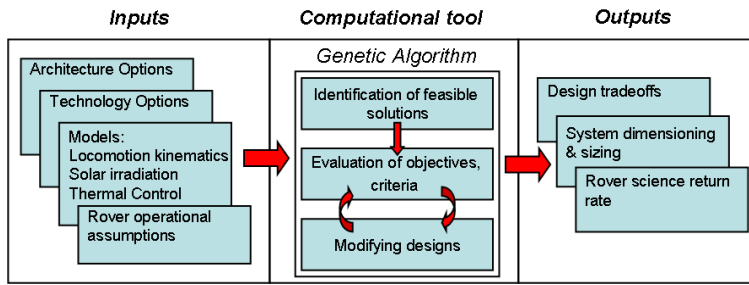 Inputs
Computational tool
Outputs
Architecture Options
Technology Options
Models:
Locomotion kinematics
Solar irradiation
Thermal Control
Rover operational
assumptions
Genetic Algorithm
Identification of feasible
solutions
Evaluation of objectives,
criteria
Modifying designs
Design tradeoffs
System dimensioning
& sizing
Rover science return
rate